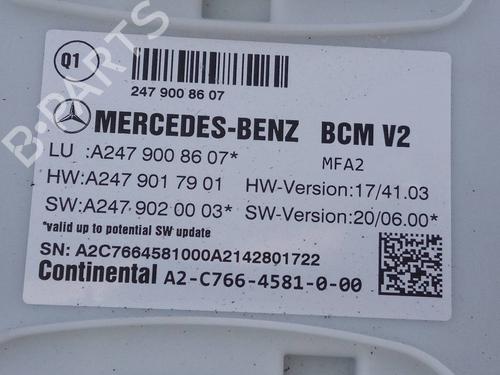 Q1
247 900 86 07
MERCEDES-BENZ BCM V2
LU :A247 900 86 07* MFA2
HW:A247 901 79 01 HW-Version:17/41.03
SW:A247 902 00 03* SW-Version:20/06.00*
*valid up to potential SW update
SN: A2C7664581000A2142801722
Continental A2-C766-4581-0-00
B-PARTS